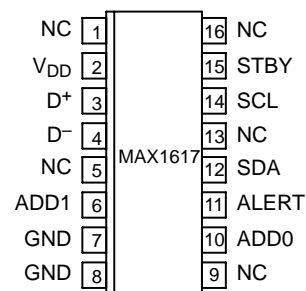 NC 1 16 NC
VDD 2 15 STBY
D+ 3 14 SCL
D− 4 13 NC
MAX1617
NC 5 12 SDA
ADD1 6 11 ALERT
GND 7 10 ADD0
GND 8 9 NC